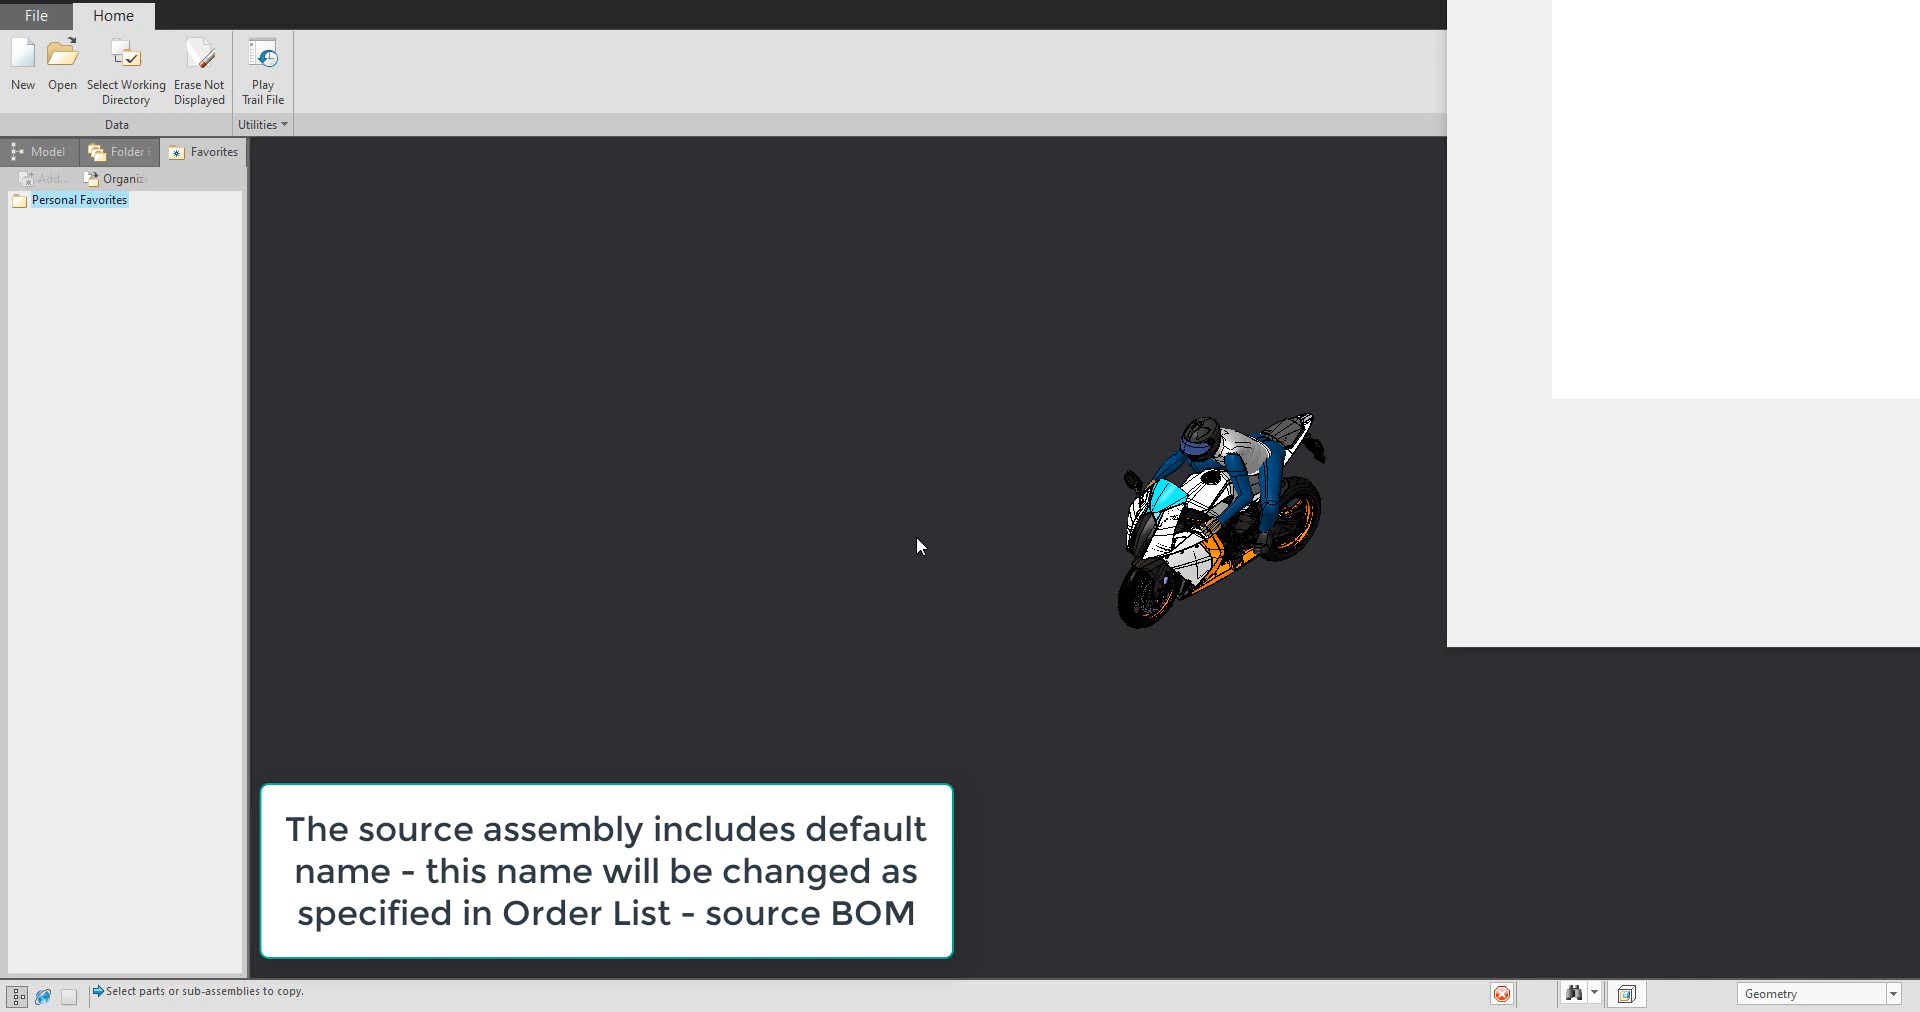 File Home
New Open Select Working Directory Erase Not Displayed Play Trail File
Data Utilities
Model Folder Favorites
Add... Organiz
Personal Favorites
The source assembly includes default
name - this name will be changed as
specified in Order List - source BOM
Select parts or sub-assemblies to copy.
Geometry